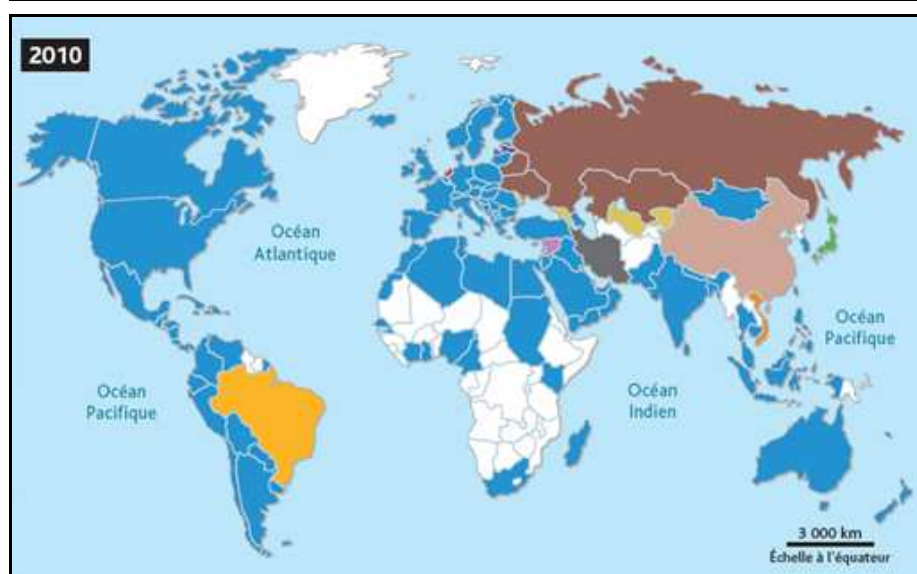 2010
Océan
Atlantique
Océan
Pacifique
Océan
Pacifique
Océan
Indien
3 000 km
Échelle à l'équateur